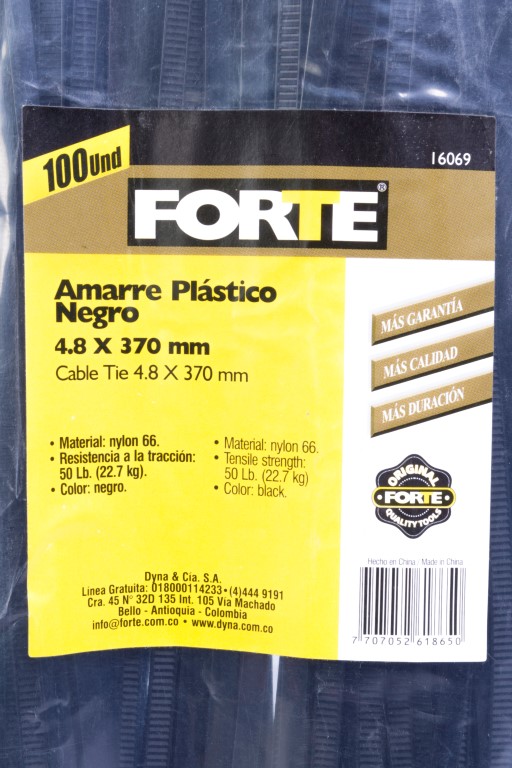 100Und
16069
FORTE®
Amarre Plástico
Negro
4.8 X 370 mm
Cable Tie 4.8 X 370 mm
MÁS GARANTÍA
MÁS CALIDAD
MÁS DURACIÓN
• Material: nylon 66.
• Resistencia a la tracción:
50 Lb. (22.7 kg).
• Color: negro.
• Material: nylon 66.
• Tensile strength:
50 Lb. (22.7 kg)
• Color: black.
ORIGINAL
FORTE
QUALITY TOOLS
Hecho en China / Made in China
7 707052 618650
Dyna & Cia. S.A.
Linea Gratuita: 018000114233 • (4)444 9191
Cra. 45 N° 32D 135 Int. 105 Vía Machado
Bello - Antioquia - Colombia
info@forte.com.co • www.dyna.com.co